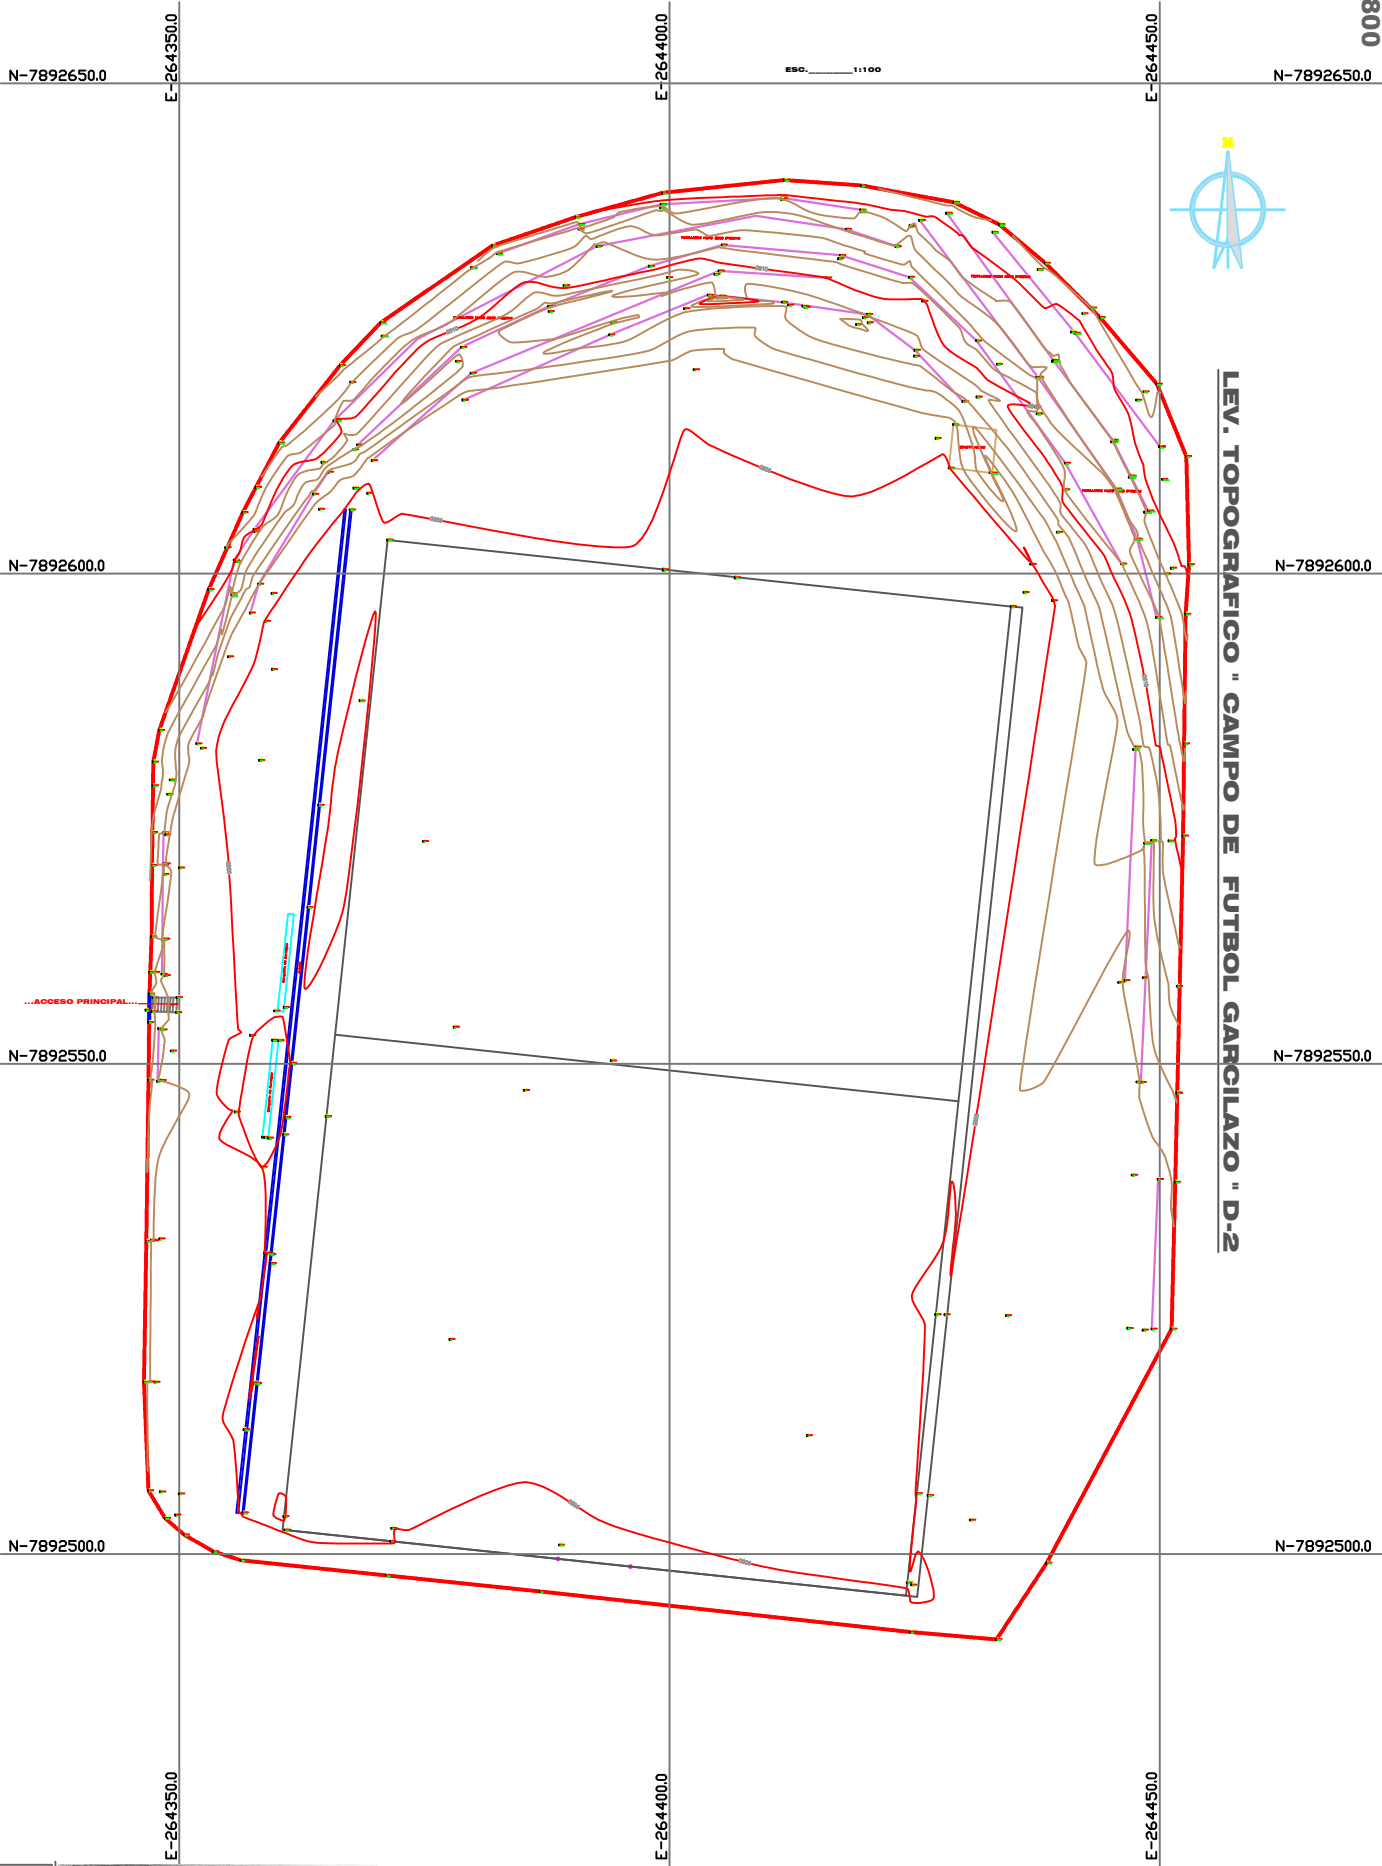 800
E-264350.0
E-264400.0
E-264450.0
ESC.________1:100
N-7892650.0
N-7892650.0
N
LEV. TOPOGRAFICO " CAMPO DE FUTBOL GARCILAZO " D-2
N-7892600.0
N-7892600.0
...ACCESO PRINCIPAL...
N-7892550.0
N-7892550.0
N-7892500.0
N-7892500.0
E-264350.0
E-264400.0
E-264450.0